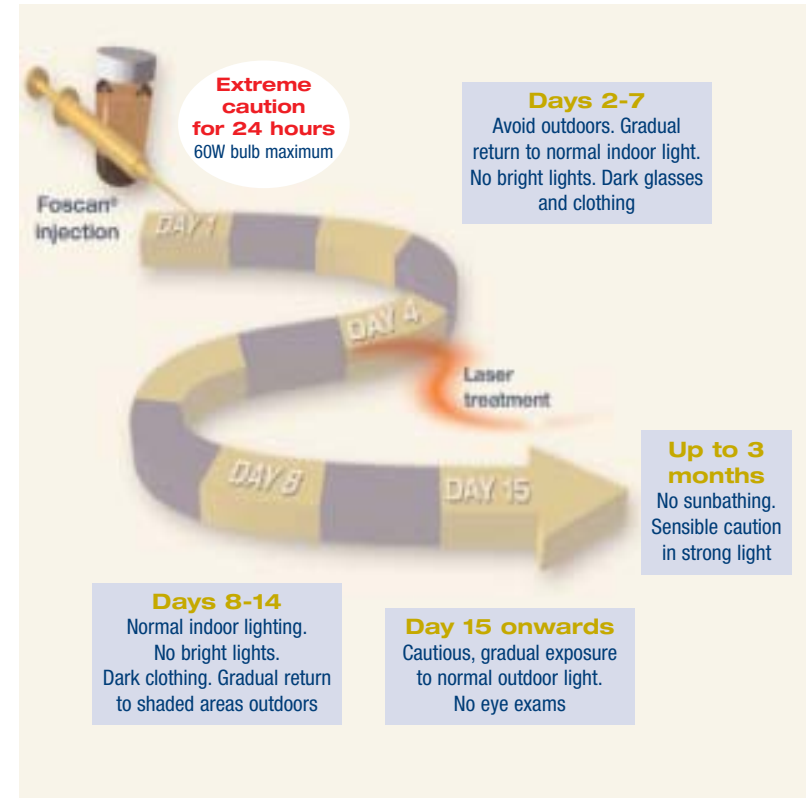 Extreme
caution
for 24 hours
60W bulb maximum
Days 2-7
Avoid outdoors. Gradual
return to normal indoor light.
No bright lights. Dark glasses
and clothing
Foscan®
injection
DAY 1
DAY 4
Laser
treatment
Up to 3
months
No sunbathing.
Sensible caution
in strong light
DAY 8
DAY 15
Days 8-14
Normal indoor lighting.
No bright lights.
Dark clothing. Gradual return
to shaded areas outdoors
Day 15 onwards
Cautious, gradual exposure
to normal outdoor light.
No eye exams